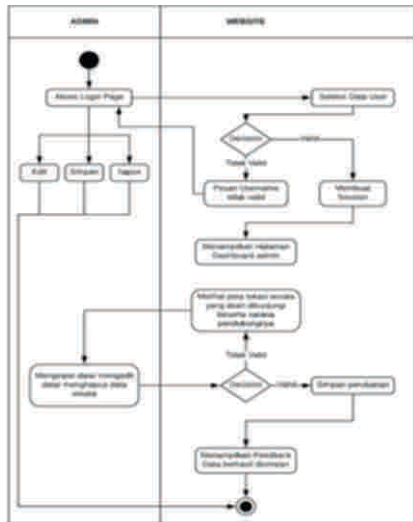 ADMIN
WEBSITE
Akses Login Page
Seleksi Data User
Decision
Valid
Tidak Valid
Edit
Simpan
Hapus
Pesan Username
tidak valid
Membuat
Session
Menampilkan Halaman
Dashboard admin
Melihat peta lokasi wisata
yang akan dikunjungi
beserta sarana
pendukungnya
Tidak Valid
Menginput data/ mengedit
data/ menghapus data
wisata
Decision
Valid
Simpan perubahan
Menampilkan Feedback
Data berhasil disimpan